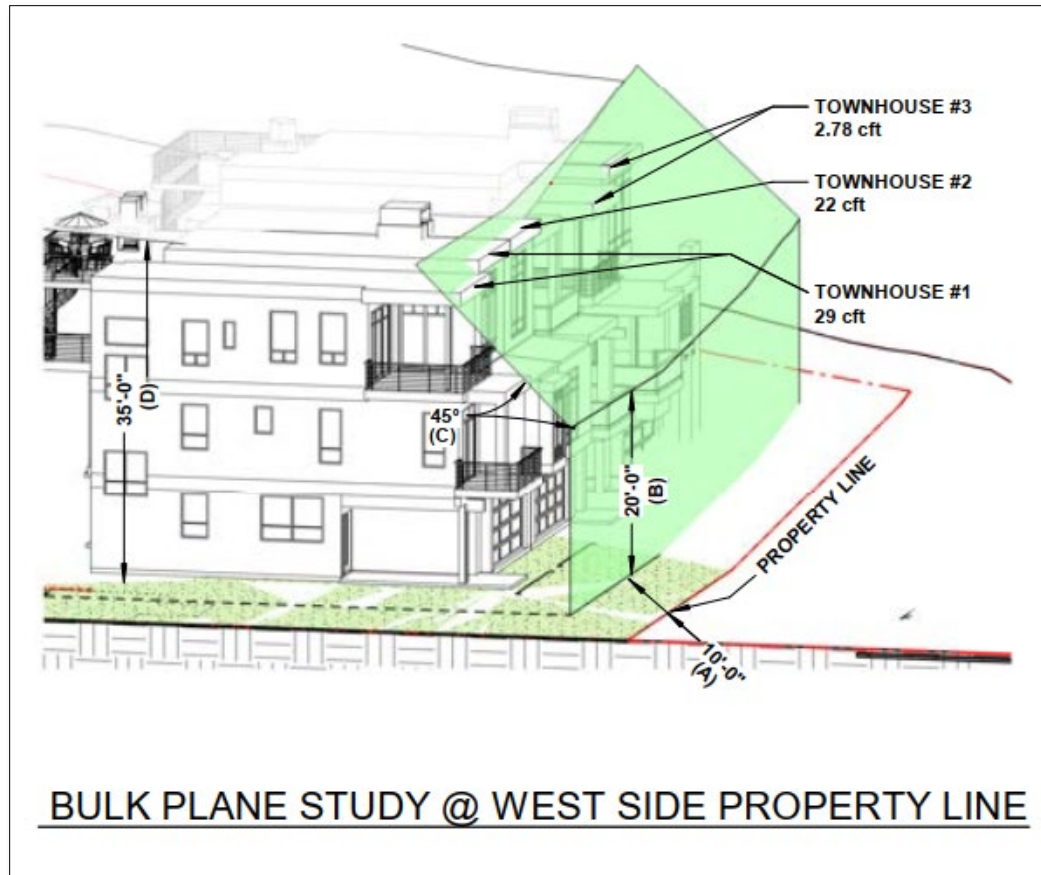 TOWNHOUSE #3
2.78 cft
TOWNHOUSE #2
22 cft
TOWNHOUSE #1
29 cft
35'-0"
(D)
45°
(C)
20'-0"
(B)
PROPERTY LINE
10'-0"
(A)
BULK PLANE STUDY @ WEST SIDE PROPERTY LINE